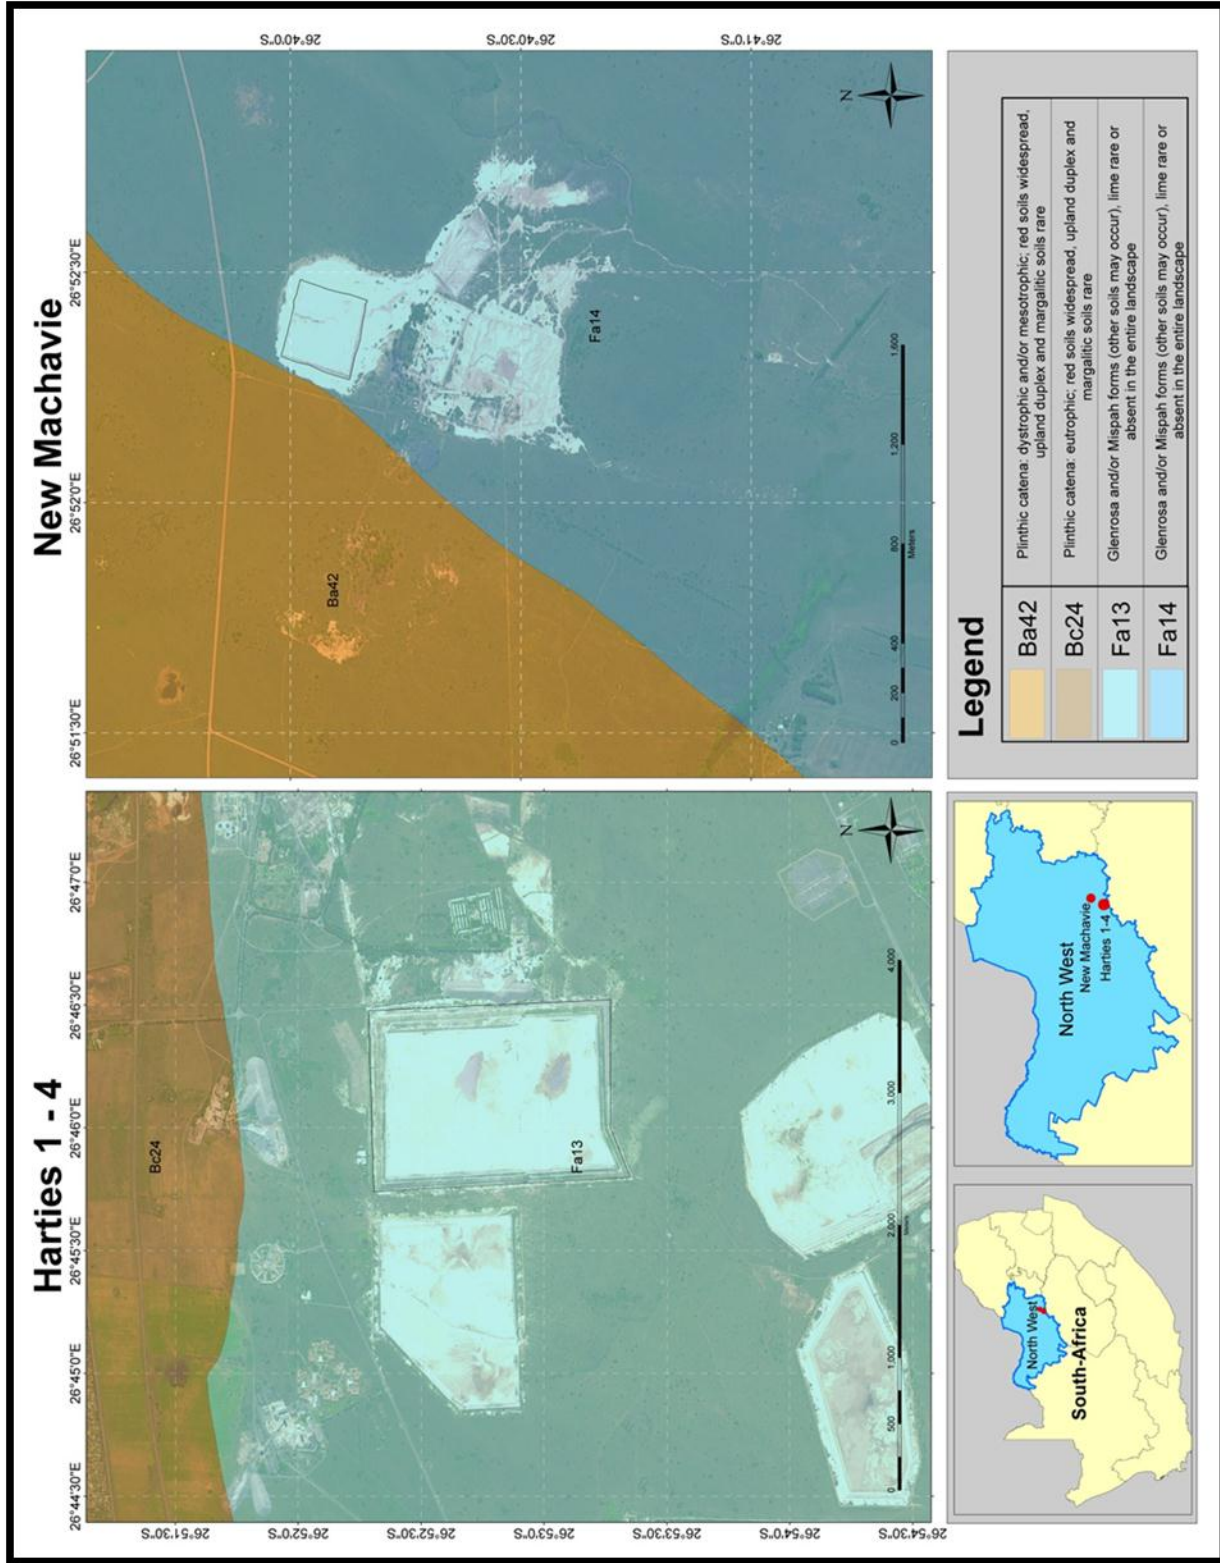 Harties 1 - 4
26°44'30"E
26°45'0"E
26°45'30"E
26°46'0"E
26°46'30"E
26°47'0"E
26°51'30"S
26°52'0"S
26°52'30"S
26°53'0"S
26°53'30"S
26°54'0"S
26°54'30"S
Bc24
Fa13
N
0
500
1,000
2,000
3,000
4,000
Meters
New Machavie
26°51'30"E
26°52'0"E
26°52'30"E
26°40'0"S
26°40'30"S
26°41'0"S
Ba42
Fa14
N
0
200
400
800
1,200
1,600
Meters
North West
South-Africa
North West
New Machavie
Harties 1-4
Legend
Ba42
Plinthic catena: dystrophic and/or mesotrophic; red soils widespread,
upland duplex and margalitic soils rare
Bc24
Plinthic catena: eutrophic; red soils widespread, upland duplex and
margalitic soils rare
Fa13
Glenrosa and/or Mispah forms (other soils may occur), lime rare or
absent in the entire landscape
Fa14
Glenrosa and/or Mispah forms (other soils may occur), lime rare or
absent in the entire landscape